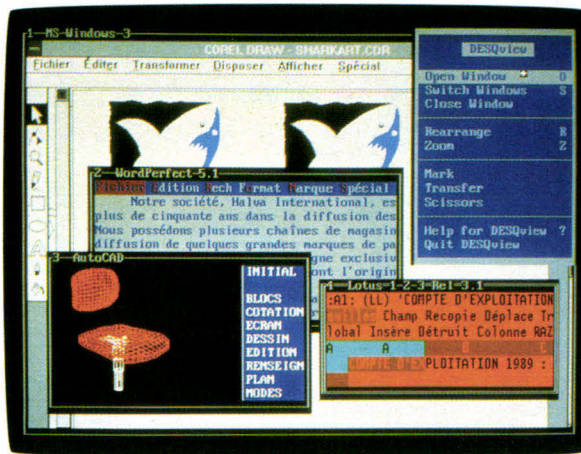 1=MS-Windows-3
COREL DRAW - SHARKART.CDR
Fichier Éditer Transformer Disposer Afficher Spécial
DESQview
Open Window O
Switch Windows S
Close Window
Rearrange R
Zoom Z
Mark
Transfer
Scissors
Help for DESQview ?
Quit DESQview
2=WordPerfect-5.1
Fichier Edition Rech Format Marque Spécial
Notre société, Halva International, es
plus de cinquante ans dans la diffusion des
Nous possédons plusieurs chaînes de magasin
diffusion de quelques grandes marques de pa
gne exclusiv
ont l'origin
3=AutoCAD
INITIAL
BLOCS
COTATION
ECRAN
DESSIN
EDITION
RENSEIGN
PLAN
MODES
4=Lotus=1-2-3=Rel=3.1
:A1: (LL) 'COMPTE D'EXPLOITATION
Champ Recopie Déplace Tr
lobal Insère Détruit Colonne RAZ
A A B C
COMPTE D'EXPLOITATION 1989 :